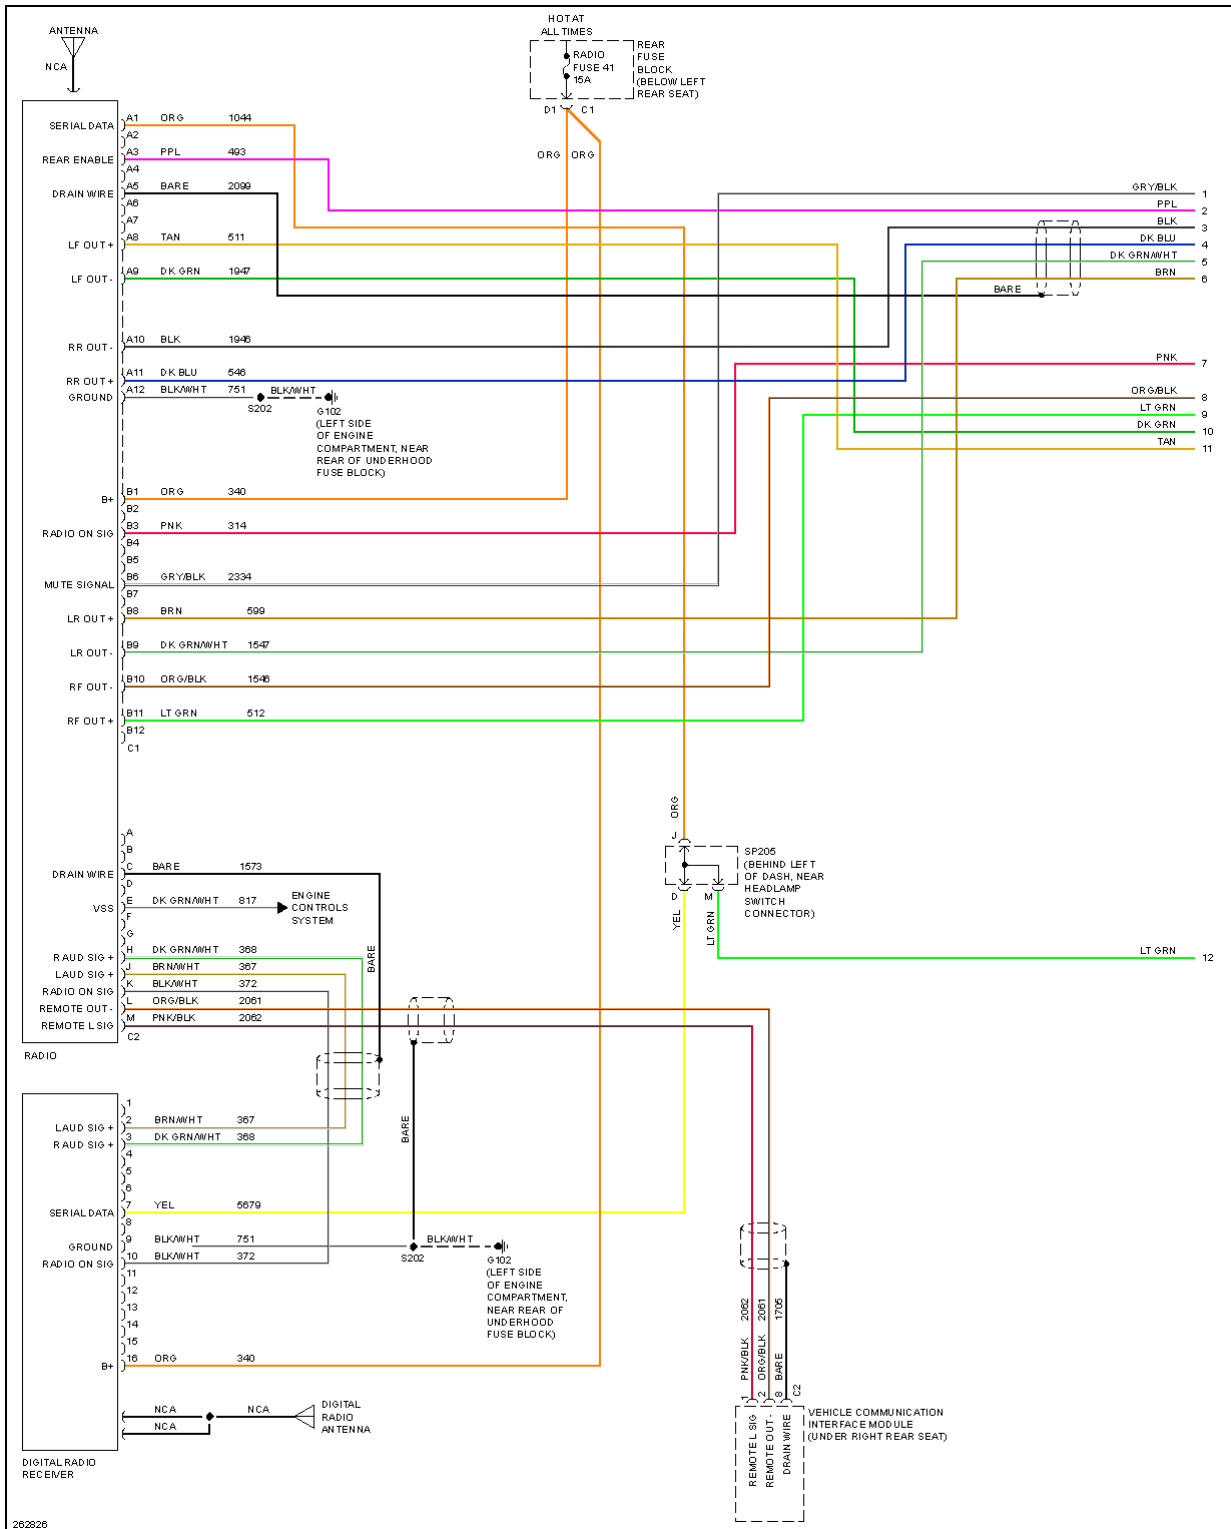 HOT AT
ALL TIMES
ANTENNA
NCA
RADIO
FUSE 41
15A
REAR
FUSE
BLOCK
(BELOW LEFT
REAR SEAT)
D1 C1
ORG ORG
SERIAL DATA A1 ORG 1044
A2
REAR ENABLE A3 PPL 493
A4
DRAIN WIRE A5 BARE 2099
A6
A7
LF OUT + A8 TAN 511
LF OUT - A9 DK GRN 1947
RR OUT - A10 BLK 1946
RR OUT + A11 DK BLU 546
GROUND A12 BLK/WHT 751 BLK/WHT
S202 G102
(LEFT SIDE
OF ENGINE
COMPARTMENT, NEAR
REAR OF UNDERHOOD
FUSE BLOCK)
GRY/BLK 1
PPL 2
BLK 3
DK BLU 4
DK GRN/WHT 5
BRN 6
BARE
PNK 7
ORG/BLK 8
LT GRN 9
DK GRN 10
TAN 11
B+ B1 ORG 340
B2
RADIO ON SIG B3 PNK 314
B4
B5
MUTE SIGNAL B6 GRY/BLK 2334
B7
LR OUT + B8 BRN 599
LR OUT - B9 DK GRN/WHT 1547
RF OUT - B10 ORG/BLK 1546
RF OUT + B11 LT GRN 512
B12
C1
A
B
DRAIN WIRE C BARE 1573
D
VSS E DK GRN/WHT 817
ENGINE
CONTROLS
SYSTEM
F
G
R AUD SIG + H DK GRN/WHT 368
L AUD SIG + J BRN/WHT 367
RADIO ON SIG K BLK/WHT 372
REMOTE OUT - L ORG/BLK 2061
REMOTE L SIG M PNK/BLK 2062
C2
RADIO
BARE
ORG
J
SP205
(BEHIND LEFT
OF DASH, NEAR
HEADLAMP
SWITCH
CONNECTOR)
D M
YEL
LT GRN
LT GRN 12
BARE
1
L AUD SIG + 2 BRN/WHT 367
R AUD SIG + 3 DK GRN/WHT 368
4
5
6
SERIAL DATA 7 YEL 5679
8
GROUND 9 BLK/WHT 751 BLK/WHT
RADIO ON SIG 10 BLK/WHT 372
S202 G102
(LEFT SIDE
OF ENGINE
COMPARTMENT,
NEAR REAR OF
UNDERHOOD
FUSE BLOCK)
11
12
13
14
15
B+ 16 ORG 340
NCA NCA
NCA
DIGITAL
RADIO
ANTENNA
DIGITAL RADIO
RECEIVER
PNK/BLK 2062
ORG/BLK 2061
BARE 1705
1 2 8 C2
REMOTE L SIG
REMOTE OUT -
DRAIN WIRE
VEHICLE COMMUNICATION
INTERFACE MODULE
(UNDER RIGHT REAR SEAT)
262826